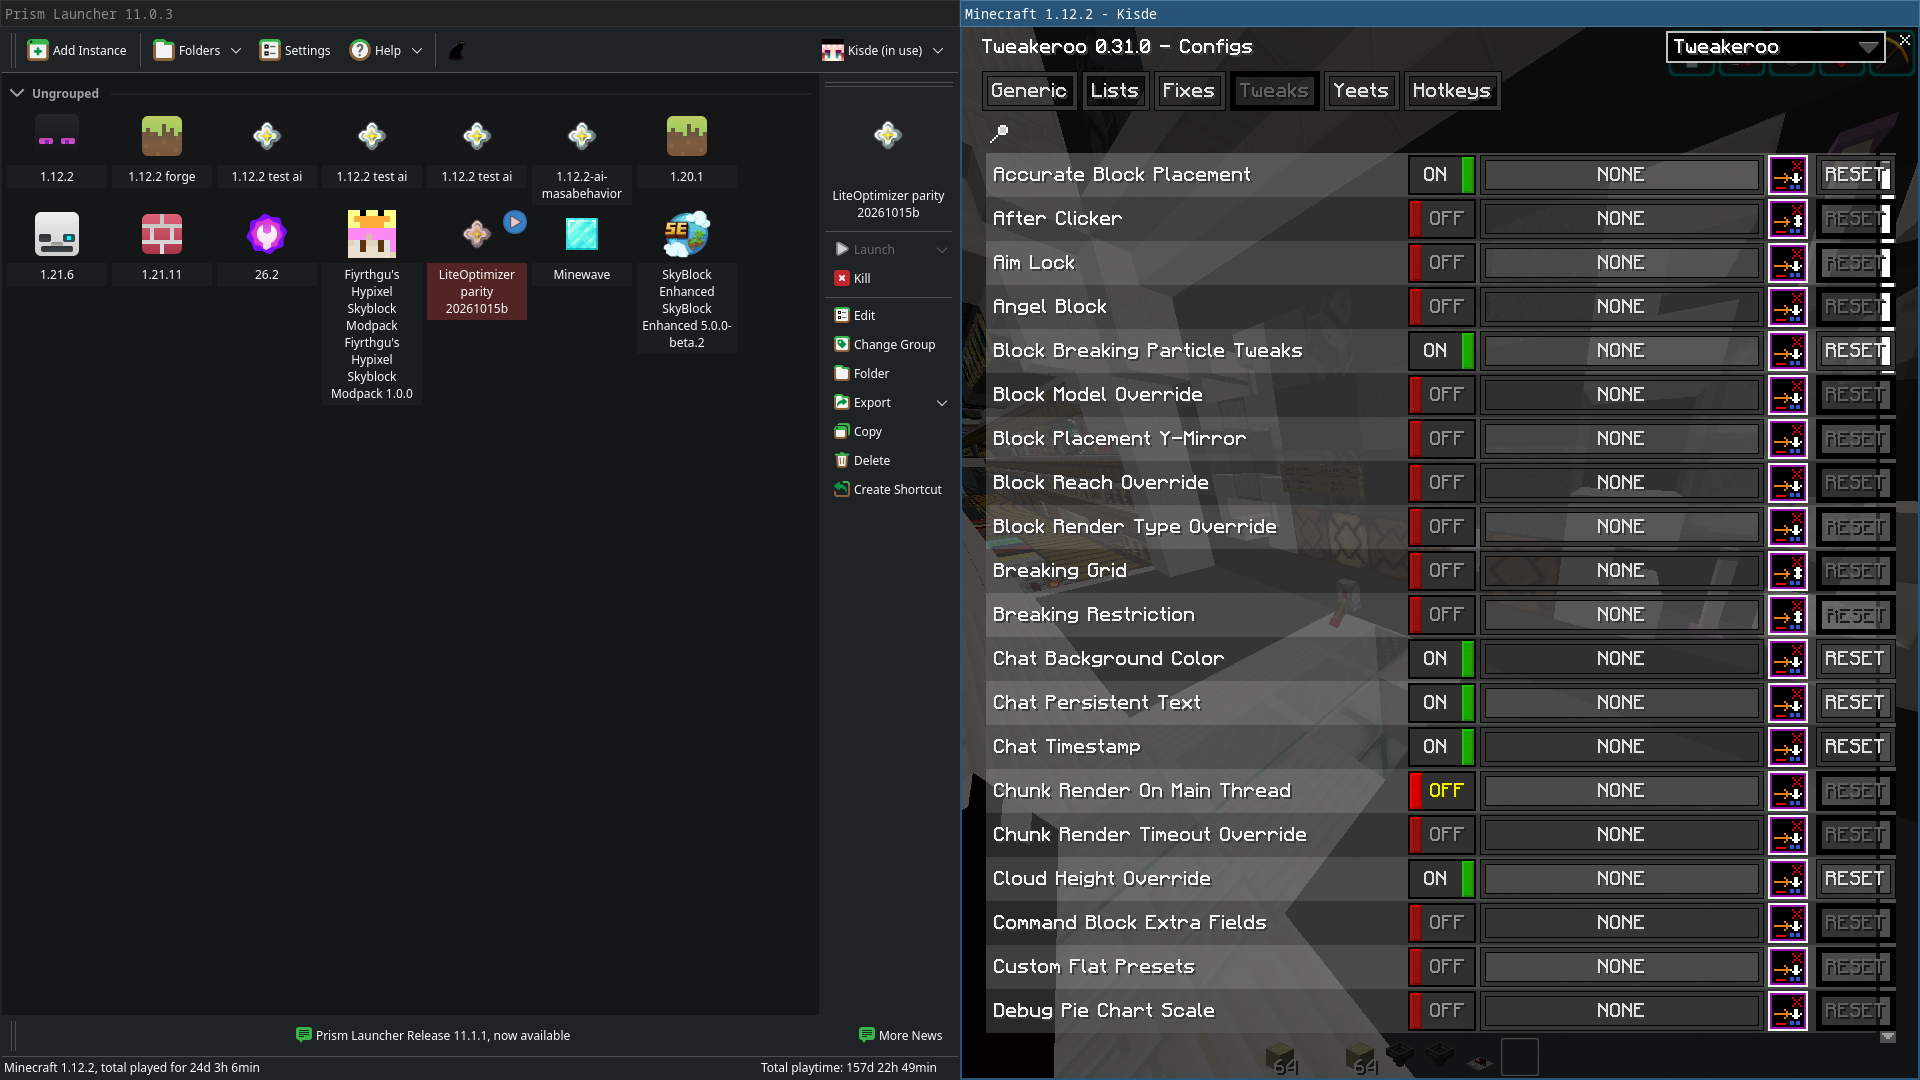 Prism Launcher 11.0.3
Add Instance
Folders
Settings
Help
Kisde (in use)
Ungrouped
1.12.2
1.12.2 forge
1.12.2 test ai
1.12.2 test ai
1.12.2 test ai
1.12.2-ai-
masabehavior
1.20.1
1.21.6
1.21.11
26.2
Fiyrthgu's
Hypixel
Skyblock
Modpack
Fiyrthgu's
Hypixel
Skyblock
Modpack 1.0.0
LiteOptimizer
parity
20261015b
Minewave
SE
SkyBlock
Enhanced
SkyBlock
Enhanced 5.0.0-
beta.2
LiteOptimizer parity
20261015b
Launch
Kill
Edit
Change Group
Folder
Export
Copy
Delete
Create Shortcut
Prism Launcher Release 11.1.1, now available
More News
Minecraft 1.12.2, total played for 24d 3h 6min
Total playtime: 157d 22h 49min
Minecraft 1.12.2 - Kisde
Tweakeroo 0.31.0 - Configs
Tweakeroo
Generic
Lists
Fixes
Tweaks
Yeets
Hotkeys
Accurate Block Placement ON NONE RESET
After Clicker OFF NONE RESET
Aim Lock OFF NONE RESET
Angel Block OFF NONE RESET
Block Breaking Particle Tweaks ON NONE RESET
Block Model Override OFF NONE RESET
Block Placement Y-Mirror OFF NONE RESET
Block Reach Override OFF NONE RESET
Block Render Type Override OFF NONE RESET
Breaking Grid OFF NONE RESET
Breaking Restriction OFF NONE RESET
Chat Background Color ON NONE RESET
Chat Persistent Text ON NONE RESET
Chat Timestamp ON NONE RESET
Chunk Render On Main Thread OFF NONE RESET
Chunk Render Timeout Override OFF NONE RESET
Cloud Height Override ON NONE RESET
Command Block Extra Fields OFF NONE RESET
Custom Flat Presets OFF NONE RESET
Debug Pie Chart Scale OFF NONE RESET
64
64